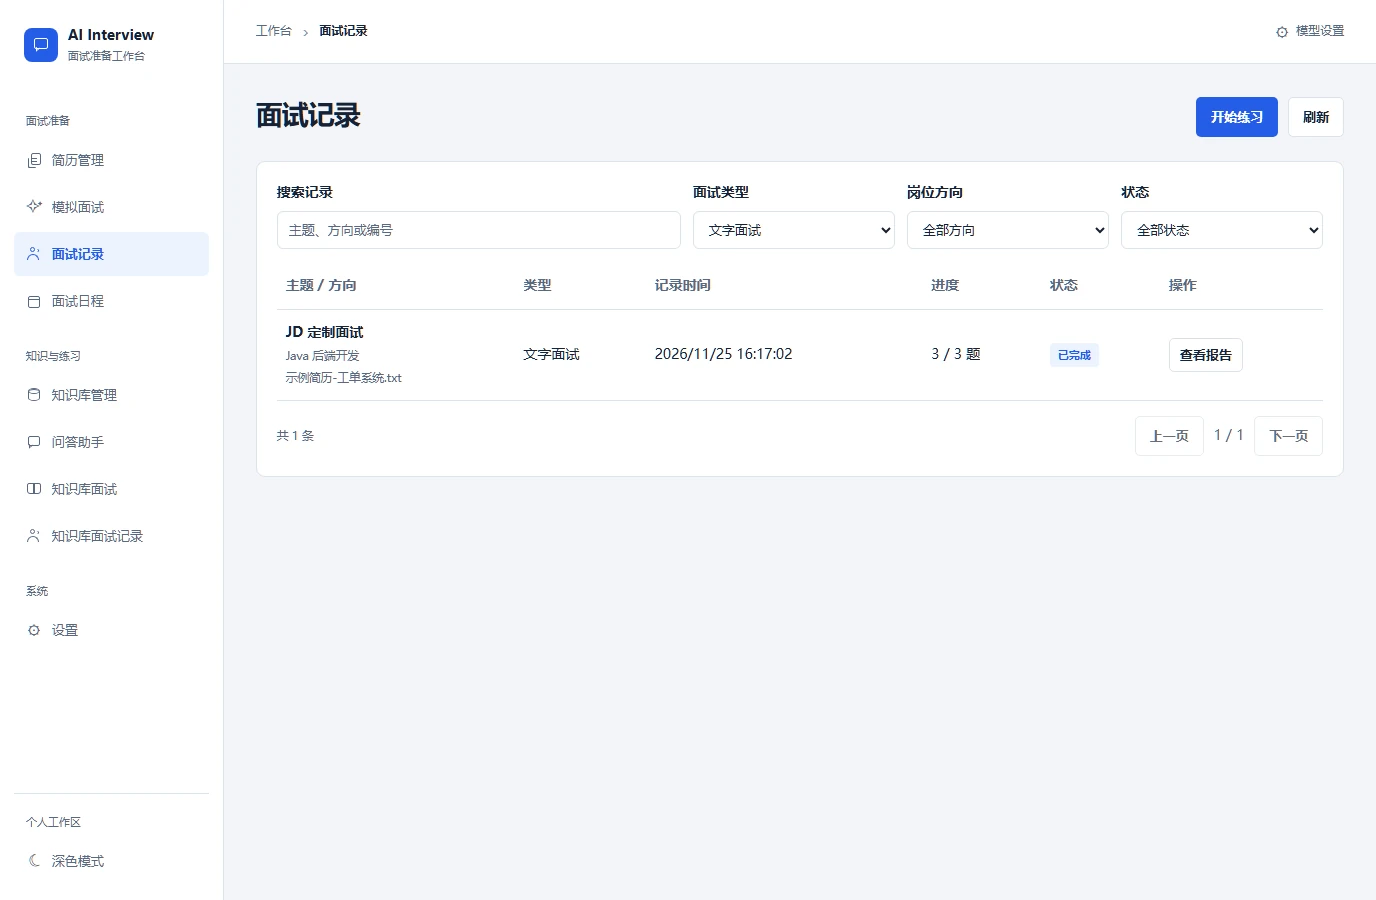 AI Interview
面试准备工作台
面试准备
简历管理
模拟面试
面试记录
面试日程
知识与练习
知识库管理
问答助手
知识库面试
知识库面试记录
系统
设置
个人工作区
深色模式
工作台 › 面试记录
模型设置
面试记录
开始练习 刷新
搜索记录 面试类型 岗位方向 状态
主题、方向或编号 文字面试 全部方向 全部状态
主题 / 方向 类型 记录时间 进度 状态 操作
JD 定制面试
Java 后端开发
示例简历-工单系统.txt
文字面试 2026/11/25 16:17:02 3 / 3 题 已完成 查看报告
共 1 条 上一页 1 / 1 下一页